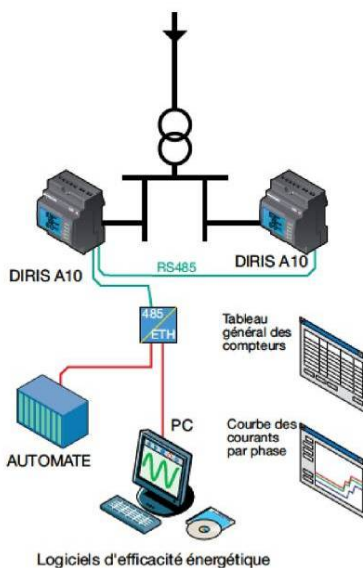 DIRIS A10
RS485
DIRIS A10
485
ETH
Tableau
général des
compteurs
PC
Courbe des
courants
par phase
AUTOMATE
Logiciels d'efficacité énergétique